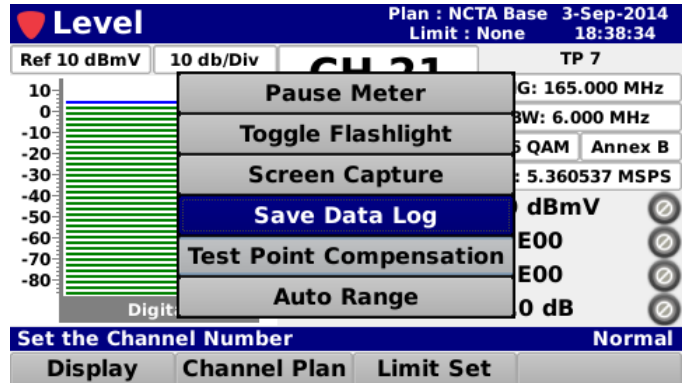 Level
Plan : NCTA Base 3-Sep-2014
Limit : None 18:38:34
Ref 10 dBmV 10 db/Div CH 21 TP 7
10
0
-10
-20
-30
-40
-50
-60
-70
-80
G: 165.000 MHz
BW: 6.000 MHz
QAM Annex B
: 5.360537 MSPS
dBmV
E00
E00
0 dB
Pause Meter
Toggle Flashlight
Screen Capture
Save Data Log
Test Point Compensation
Auto Range
Digit
Set the Channel Number Normal
Display Channel Plan Limit Set